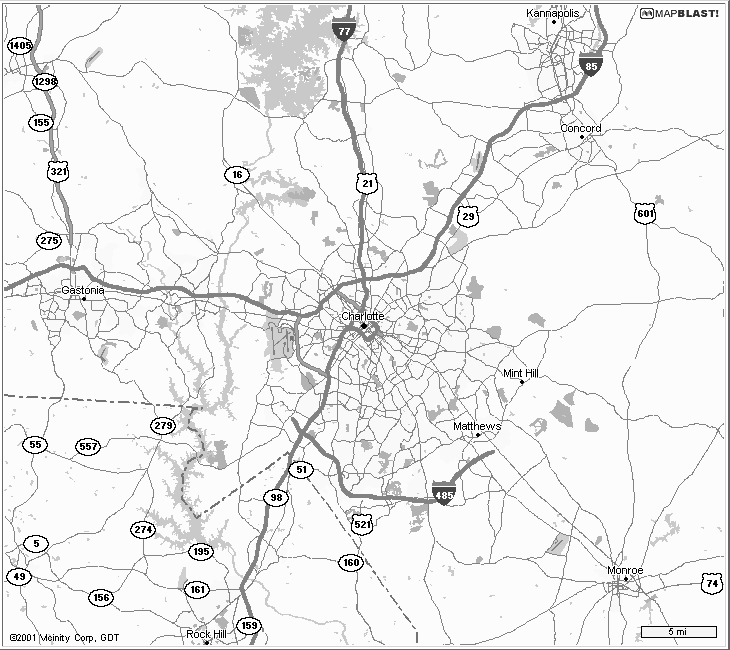 Kannapolis
MAPBLAST!
77
1405
85
1298
155
Concord
321
16
21
601
29
275
Gastonia
Charlotte
Mint Hill
279
Matthews
55
557
51
485
98
521
274
5
195
160
49
Monroe
74
161
156
159
5 mi
Rock Hill
©2001 Vicinity Corp, GDT